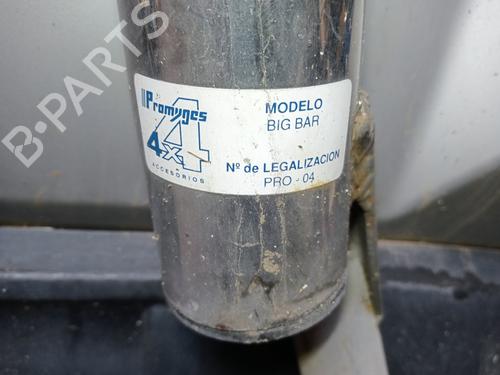 Promyges
4x4
ACCESORIOS
MODELO
BIG BAR
Nº de LEGALIZACION
PRO - 04
B-PARTS